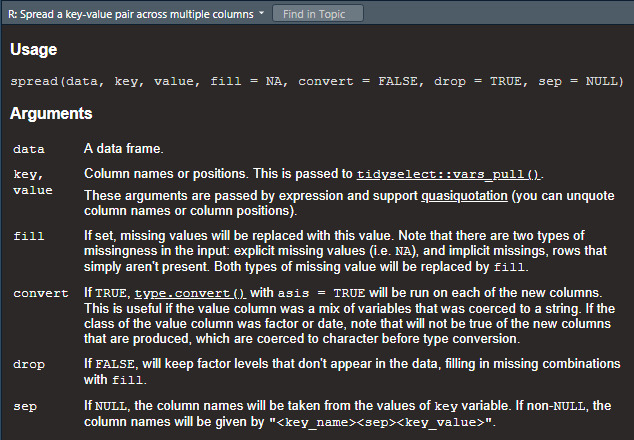 R: Spread a key-value pair across multiple columns
Find in Topic
Usage
spread(data, key, value, fill = NA, convert = FALSE, drop = TRUE, sep = NULL)
Arguments
data A data frame.
key, Column names or positions. This is passed to tidyselect::vars_pull().
value
These arguments are passed by expression and support quasiquotation (you can unquote
column names or column positions).
fill If set, missing values will be replaced with this value. Note that there are two types of
missingness in the input: explicit missing values (i.e. NA), and implicit missings, rows that
simply aren't present. Both types of missing value will be replaced by fill.
convert If TRUE, type.convert() with asis = TRUE will be run on each of the new columns.
This is useful if the value column was a mix of variables that was coerced to a string. If the
class of the value column was factor or date, note that will not be true of the new columns
that are produced, which are coerced to character before type conversion.
drop If FALSE, will keep factor levels that don't appear in the data, filling in missing combinations
with fill.
sep If NULL, the column names will be taken from the values of key variable. If non-NULL, the
column names will be given by "<key_name><sep><key_value>".